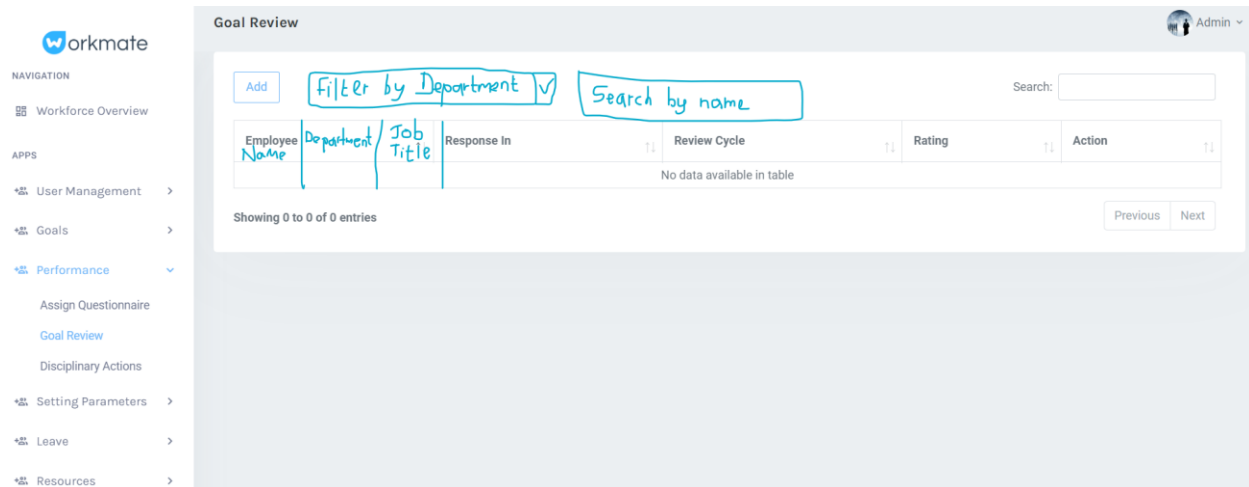 workmate
NAVIGATION
Workforce Overview
APPS
User Management
Goals
Performance
Assign Questionnaire
Goal Review
Disciplinary Actions
Setting Parameters
Leave
Resources
Goal Review
Admin
Add
Filter by Department
Search by name
Search:
Employee Name
Department
Job Title
Response In
Review Cycle
Rating
Action
No data available in table
Showing 0 to 0 of 0 entries
Previous
Next